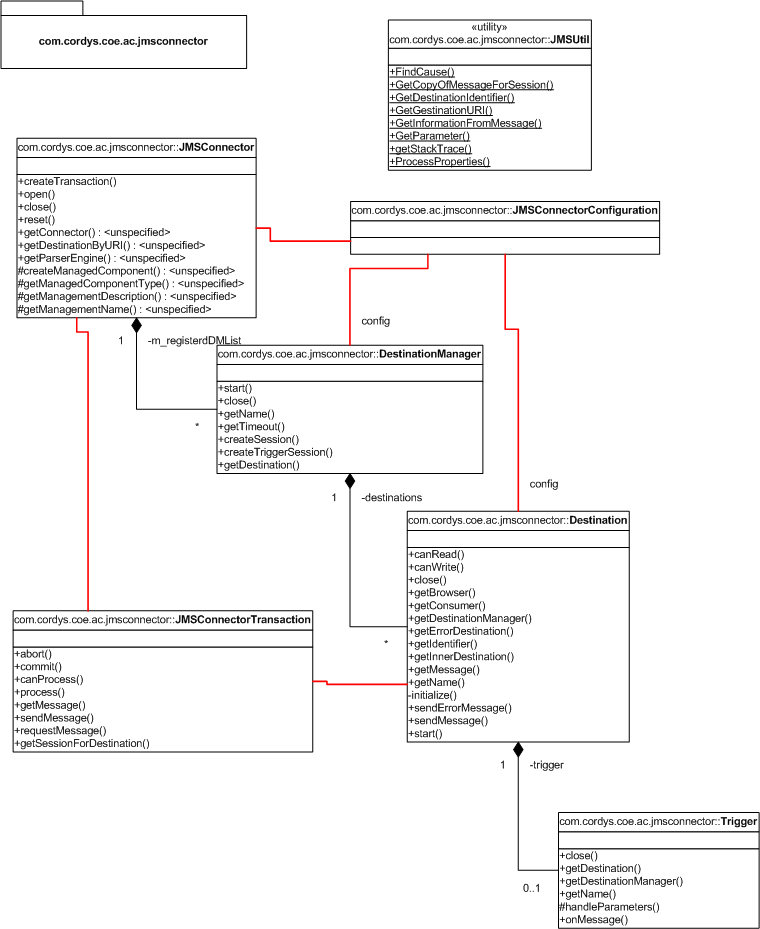 com.cordys.coe.ac.jmsconnector
«utility»
com.cordys.coe.ac.jmsconnector::JMSUtil
+FindCause()
+GetCopyOfMessageForSession()
+GetDestinationIdentifier()
+GetGestinationURI()
+GetInformationFromMessage()
+GetParameter()
+getStackTrace()
+ProcessProperties()
com.cordys.coe.ac.jmsconnector::JMSConnector
+createTransaction()
+open()
+close()
+reset()
+getConnector() : <unspecified>
+getDestinationByURI() : <unspecified>
+getParserEngine() : <unspecified>
#createManagedComponent() : <unspecified>
#getManagedComponentType() : <unspecified>
#getManagementDescription() : <unspecified>
#getManagementName() : <unspecified>
com.cordys.coe.ac.jmsconnector::JMSConnectorConfiguration
config
1
-m_registerdDMList
*
com.cordys.coe.ac.jmsconnector::DestinationManager
+start()
+close()
+getName()
+getTimeout()
+createSession()
+createTriggerSession()
+getDestination()
config
1
-destinations
*
com.cordys.coe.ac.jmsconnector::Destination
+canRead()
+canWrite()
+close()
+getBrowser()
+getConsumer()
+getDestinationManager()
+getErrorDestination()
+getIdentifier()
+getInnerDestination()
+getMessage()
+getName()
-initialize()
+sendErrorMessage()
+sendMessage()
+start()
com.cordys.coe.ac.jmsconnector::JMSConnectorTransaction
+abort()
+commit()
+canProcess()
+process()
+getMessage()
+sendMessage()
+requestMessage()
+getSessionForDestination()
1
-trigger
0..1
com.cordys.coe.ac.jmsconnector::Trigger
+close()
+getDestination()
+getDestinationManager()
+getName()
#handleParameters()
+onMessage()